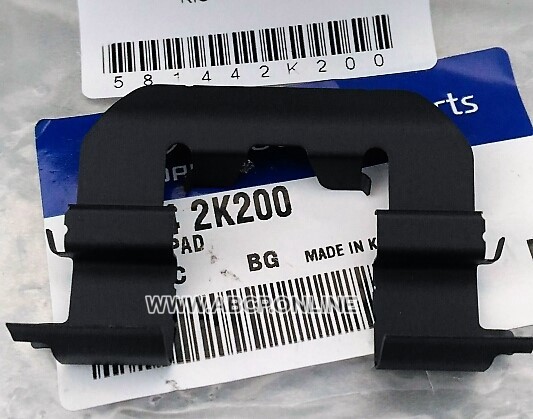 581442K200
rts
2K200
PAD
C
BG MADE IN K
WWW.ABCPONLINE